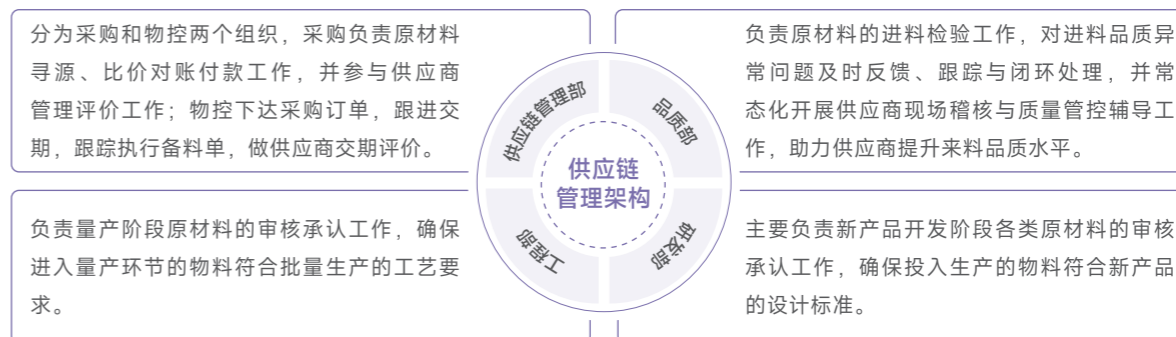 分为采购和物控两个组织，采购负责原材料
寻源、比价对账付款工作，并参与供应商
管理评价工作；物控下达采购订单，跟进交
期，跟踪执行备料单，做供应商交期评价。
负责原材料的进料检验工作，对进料品质异
常问题及时反馈、跟踪与闭环处理，并常
态化开展供应商现场稽核与质量管控辅导工
作，助力供应商提升来料品质水平。
供应链管理部
品质部
供应链
管理架构
工程部
研发部
负责量产阶段原材料的审核承认工作，确保
进入量产环节的物料符合批量生产的工艺要
求。
主要负责新产品开发阶段各类原材料的审核
承认工作，确保投入生产的物料符合新产品
的设计标准。